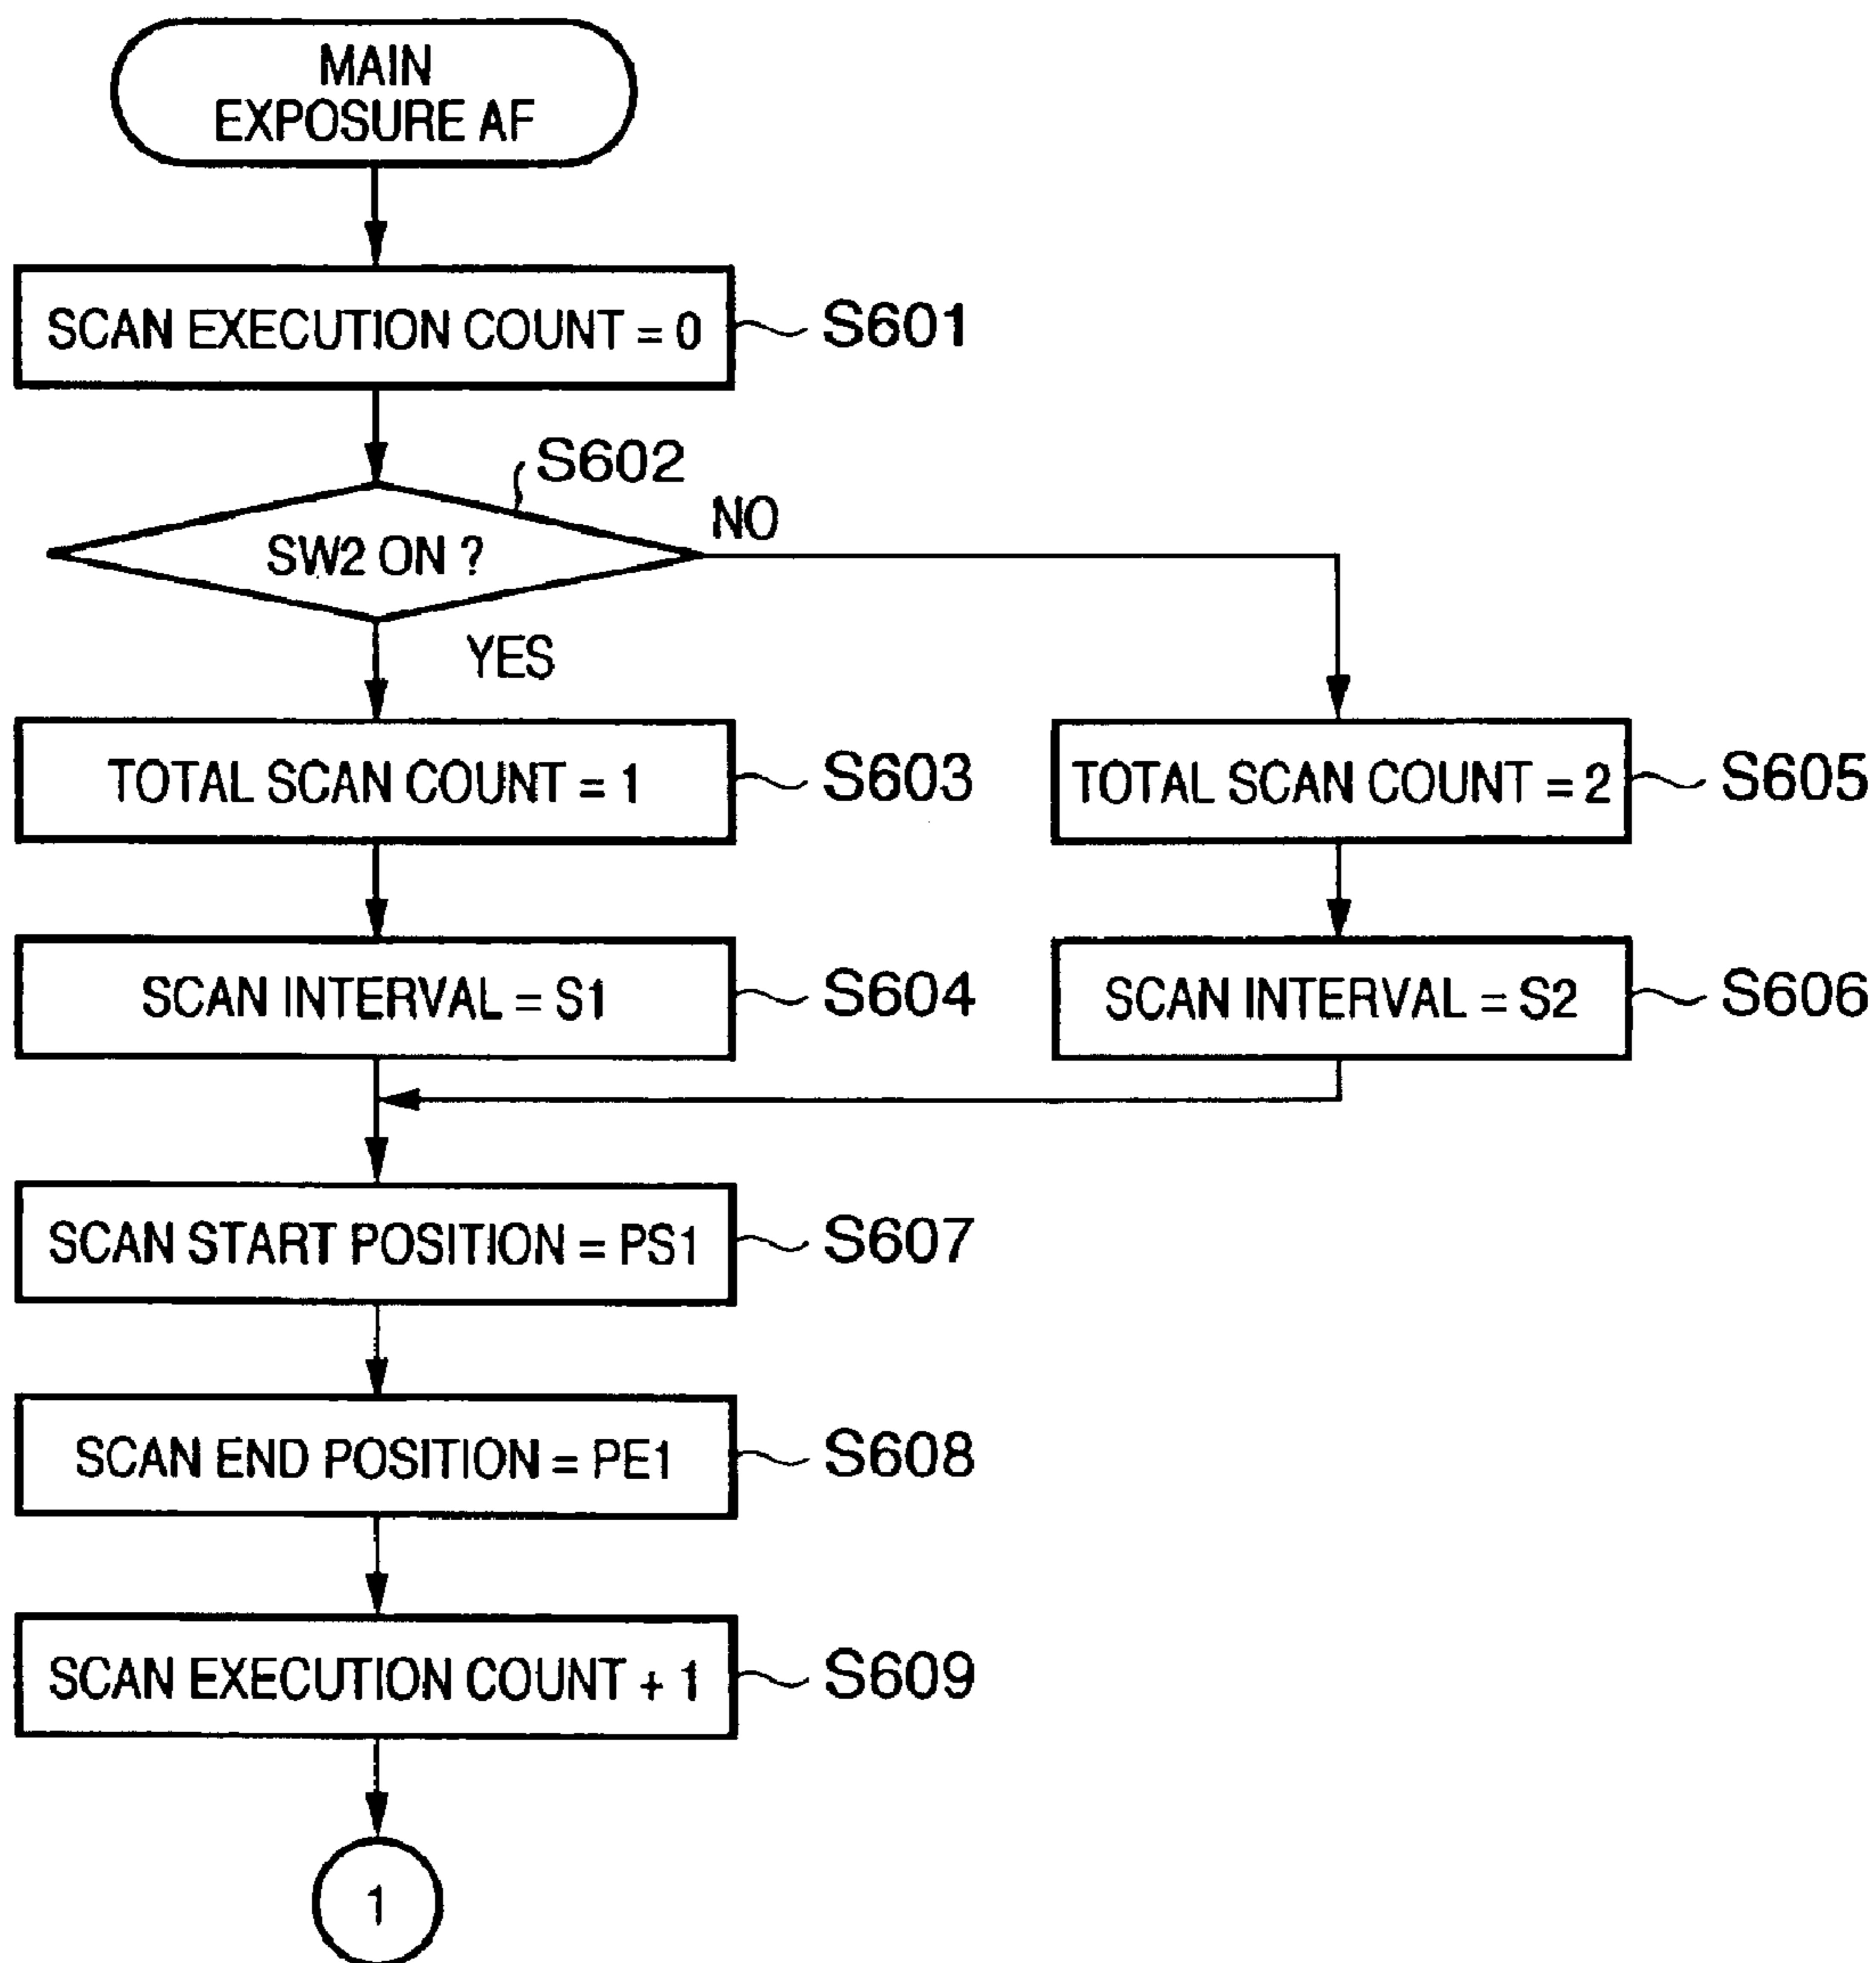 MAIN
EXPOSURE AF
SCAN EXECUTION COUNT = 0
S601
S602
SW2 ON ?
NO
YES
TOTAL SCAN COUNT = 1
S603
TOTAL SCAN COUNT = 2
S605
SCAN INTERVAL = S1
S604
SCAN INTERVAL = S2
S606
SCAN START POSITION = PS1
S607
SCAN END POSITION = PE1
S608
SCAN EXECUTION COUNT + 1
S609
1